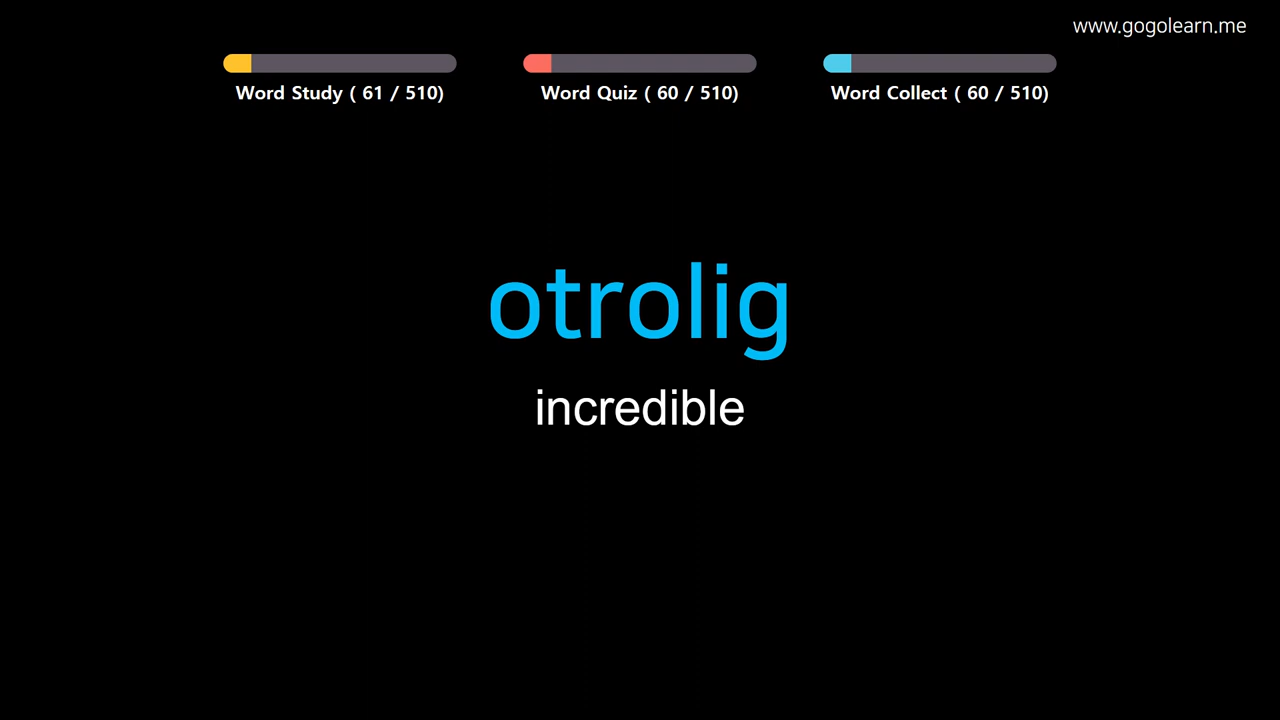 www.gogolearn.me
Word Study ( 61 / 510)
Word Quiz ( 60 / 510)
Word Collect ( 60 / 510)
otrolig
incredible